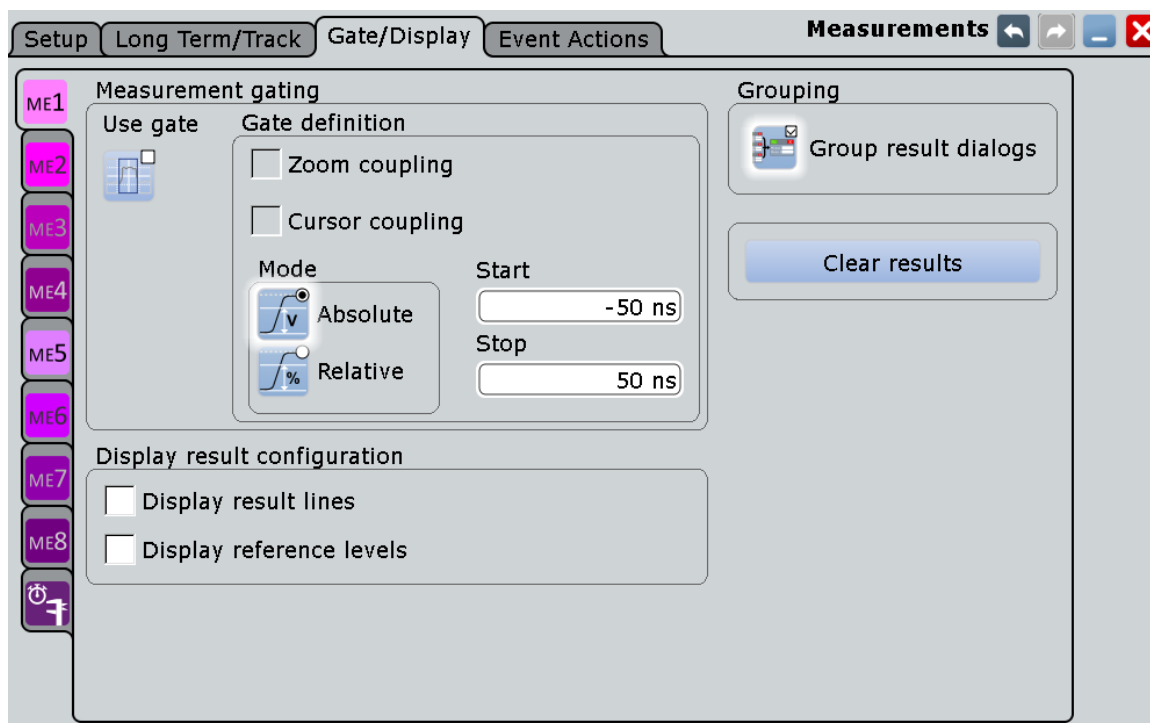 Setup Long Term/Track Gate/Display Event Actions Measurements
ME1
ME2
ME3
ME4
ME5
ME6
ME7
ME8
Measurement gating
Use gate
Gate definition
Zoom coupling
Cursor coupling
Mode
V Absolute
% Relative
Start
-50 ns
Stop
50 ns
Display result configuration
Display result lines
Display reference levels
Grouping
Group result dialogs
Clear results